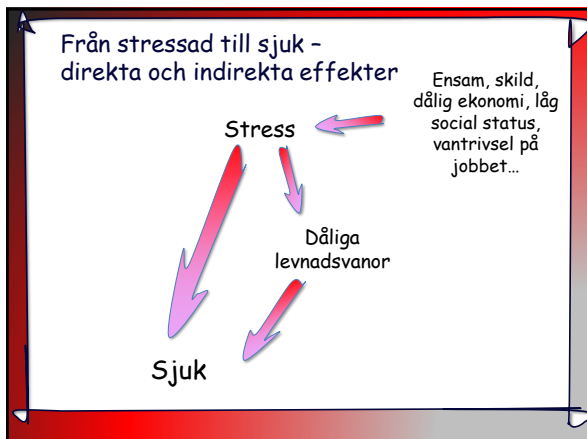 Från stressad till sjuk –
direkta och indirekta effekter
Ensam, skild,
dålig ekonomi, låg
social status,
vantrivsel på
jobbet…
Stress
Dåliga
levnadsvanor
Sjuk